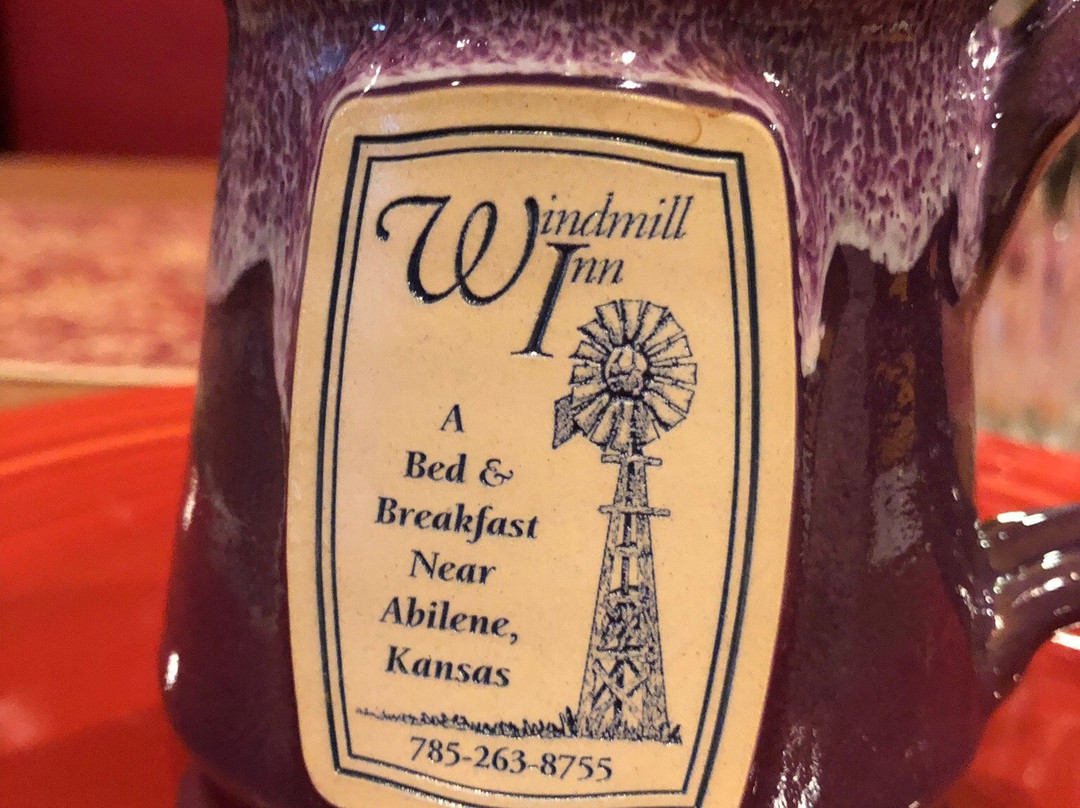 Windmill
Inn
A
Bed &
Breakfast
Near
Abilene,
Kansas
785-263-8755